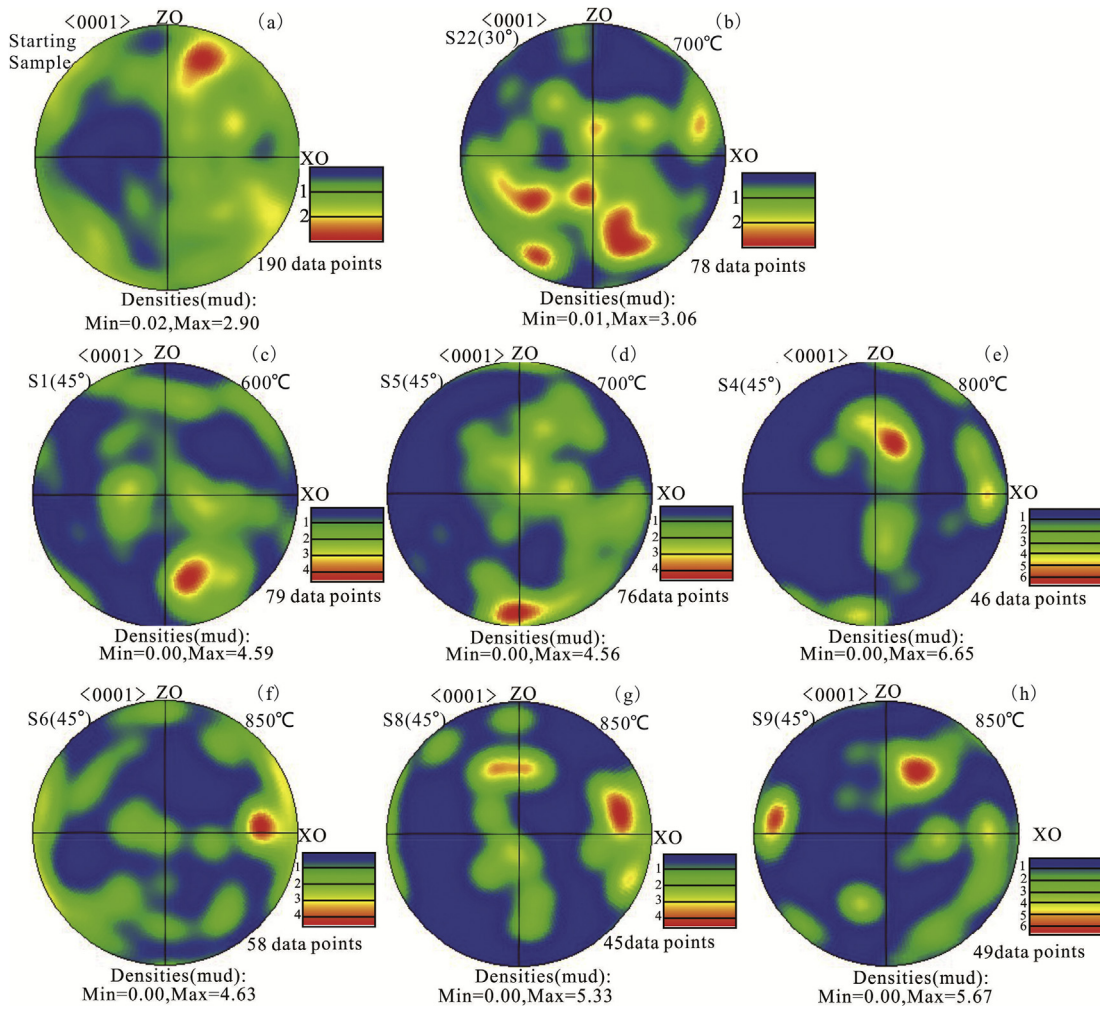 <0001> ZO (a)
Starting
Sample
XO
1
2
190 data points
Densities(mud):
Min=0.02,Max=2.90
<0001> ZO (b)
S22(30°) 700℃
XO
1
2
78 data points
Densities(mud):
Min=0.01,Max=3.06
<0001> ZO (c)
S1(45°) 600℃
XO
1
2
3
4
79 data points
Densities(mud):
Min=0.00,Max=4.59
<0001> ZO (d)
S5(45°) 700℃
XO
1
2
3
4
76data points
Densities(mud):
Min=0.00,Max=4.56
<0001> ZO (e)
S4(45°) 800℃
XO
1
2
3
4
5
6
46 data points
Densities(mud):
Min=0.00,Max=6.65
<0001> ZO (f)
S6(45°) 850℃
XO
1
2
3
4
58 data points
Densities(mud):
Min=0.00,Max=4.63
<0001> ZO (g)
S8(45°) 850℃
XO
1
2
3
4
45data points
Densities(mud):
Min=0.00,Max=5.33
<0001> ZO (h)
S9(45°) 850℃
XO
1
2
3
4
5
6
49data points
Densities(mud):
Min=0.00,Max=5.67